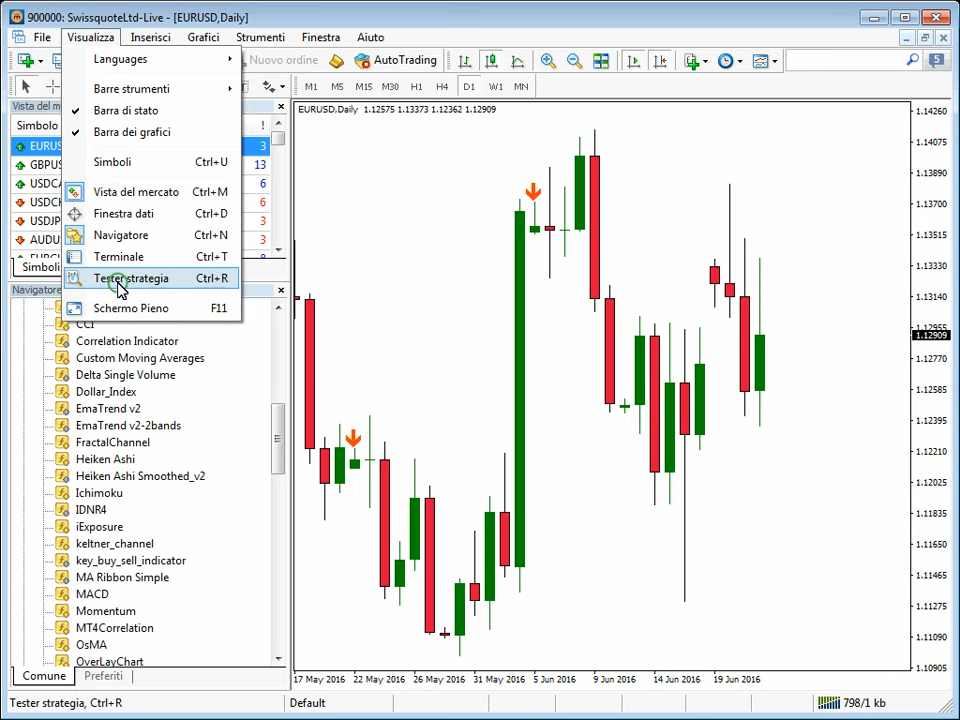 900000: SwissquoteLtd-Live - [EURUSD,Daily]
File Visualizza Inserisci Grafici Strumenti Finestra Aiuto
Nuovo ordine AutoTrading 5
M1 M5 M15 M30 H1 H4 D1 W1 MN
Languages
Barre strumenti
Barra di stato
Barra dei grafici
Simboli Ctrl+U
Vista del mercato Ctrl+M
Finestra dati Ctrl+D
Navigatore Ctrl+N
Terminale Ctrl+T
Tester strategia Ctrl+R
Schermo Pieno F11
Vista del m
Simbolo !
EURUS 3
GBPUS 13
USDCA 6
USDCH 6
USDJP 3
AUDU 3
Simboli
Navigatore
CCI
Correlation Indicator
Custom Moving Averages
Delta Single Volume
Dollar_Index
EmaTrend v2
EmaTrend v2-2bands
FractalChannel
Heiken Ashi
Heiken Ashi Smoothed_v2
Ichimoku
IDNR4
iExposure
keltner_channel
key_buy_sell_indicator
MA Ribbon Simple
MACD
Momentum
MT4Correlation
OsMA
OverLayChart
Comune Preferiti
EURUSD,Daily 1.12575 1.13373 1.12362 1.12909
1.14260
1.14075
1.13890
1.13700
1.13515
1.13330
1.13140
1.12955
1.12909
1.12770
1.12585
1.12395
1.12210
1.12025
1.11835
1.11650
1.11465
1.11275
1.11090
1.10905
17 May 2016 22 May 2016 26 May 2016 31 May 2016 5 Jun 2016 9 Jun 2016 14 Jun 2016 19 Jun 2016
Tester strategia, Ctrl+R Default 798/1 kb